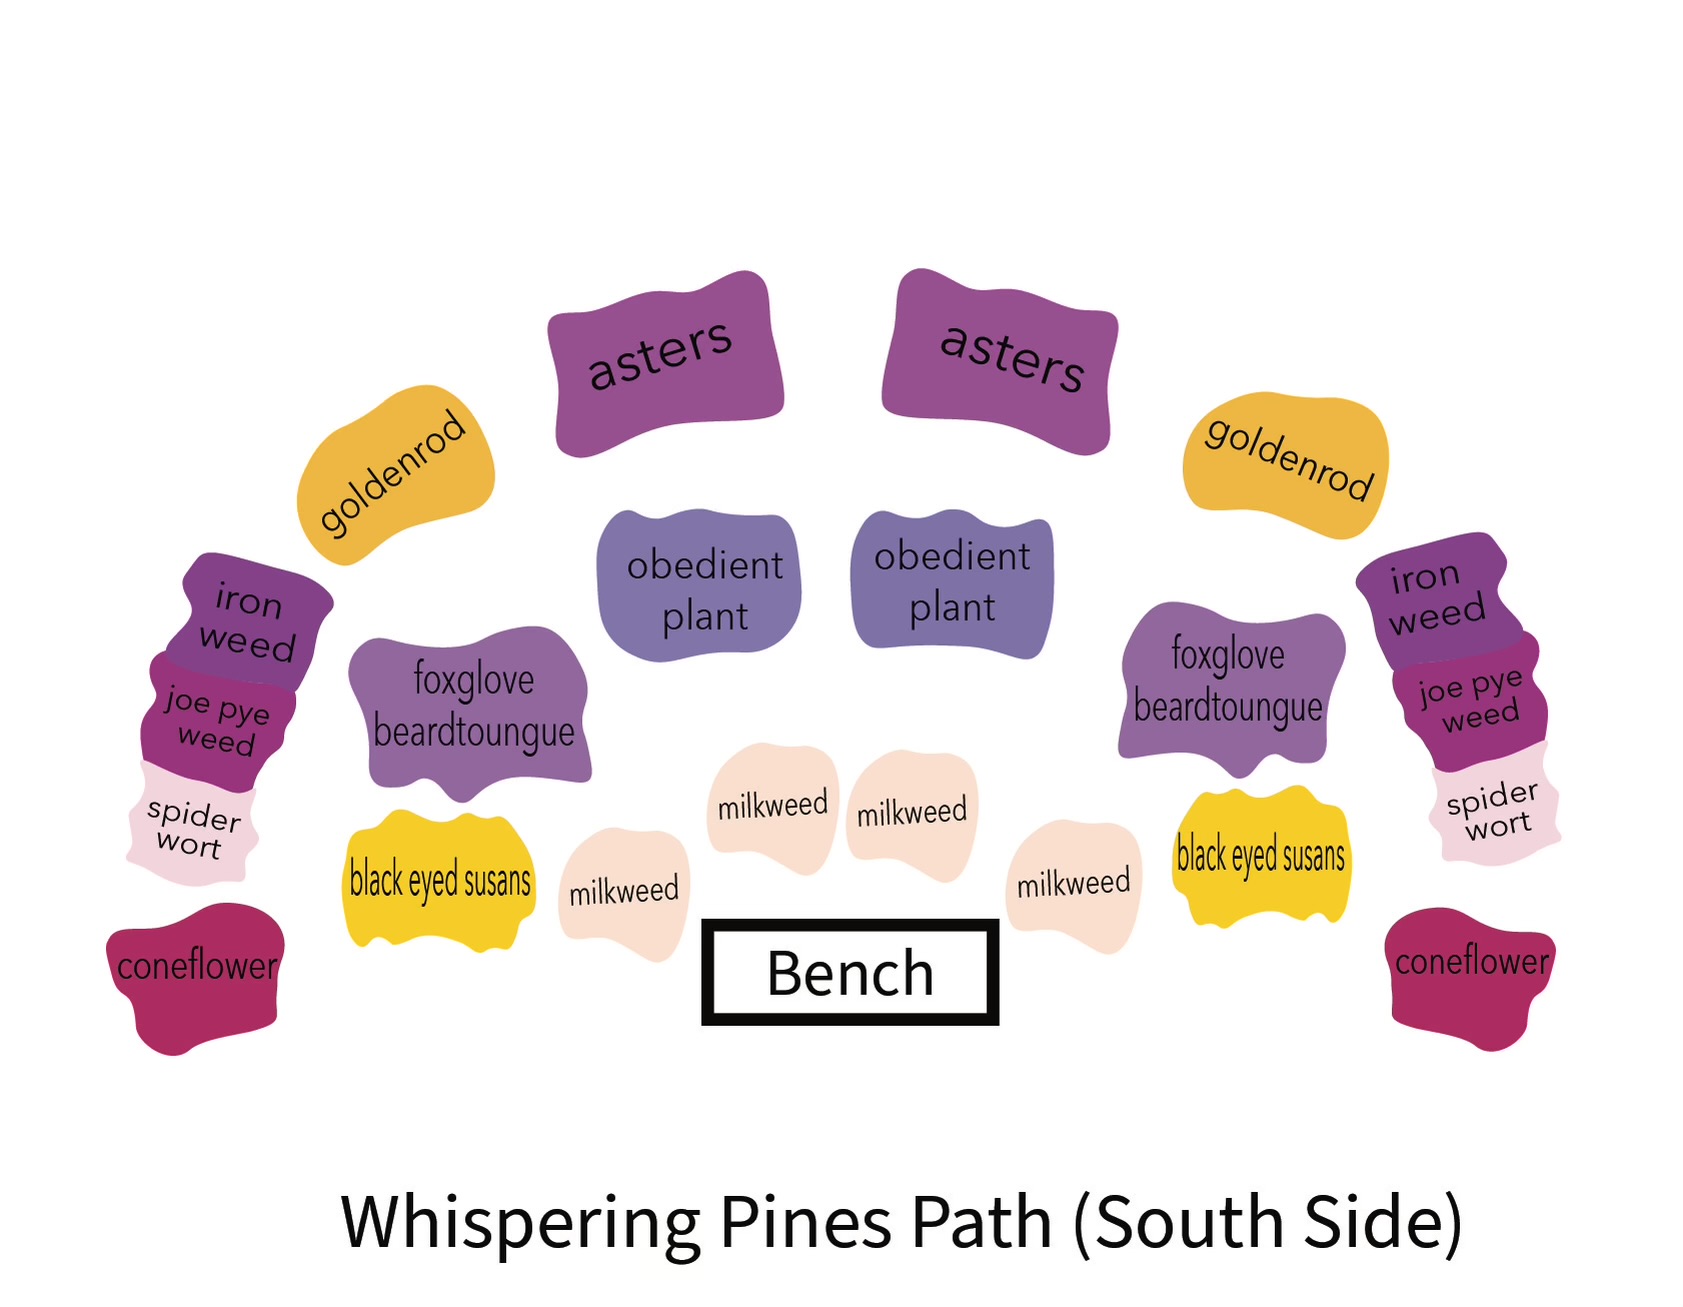 asters
asters
goldenrod
goldenrod
iron
weed
obedient
plant
obedient
plant
iron
weed
joe pye
weed
foxglove
beardtoungue
foxglove
beardtoungue
joe pye
weed
spider
wort
milkweed
milkweed
spider
wort
black eyed susans
milkweed
milkweed
black eyed susans
coneflower
Bench
coneflower
Whispering Pines Path (South Side)